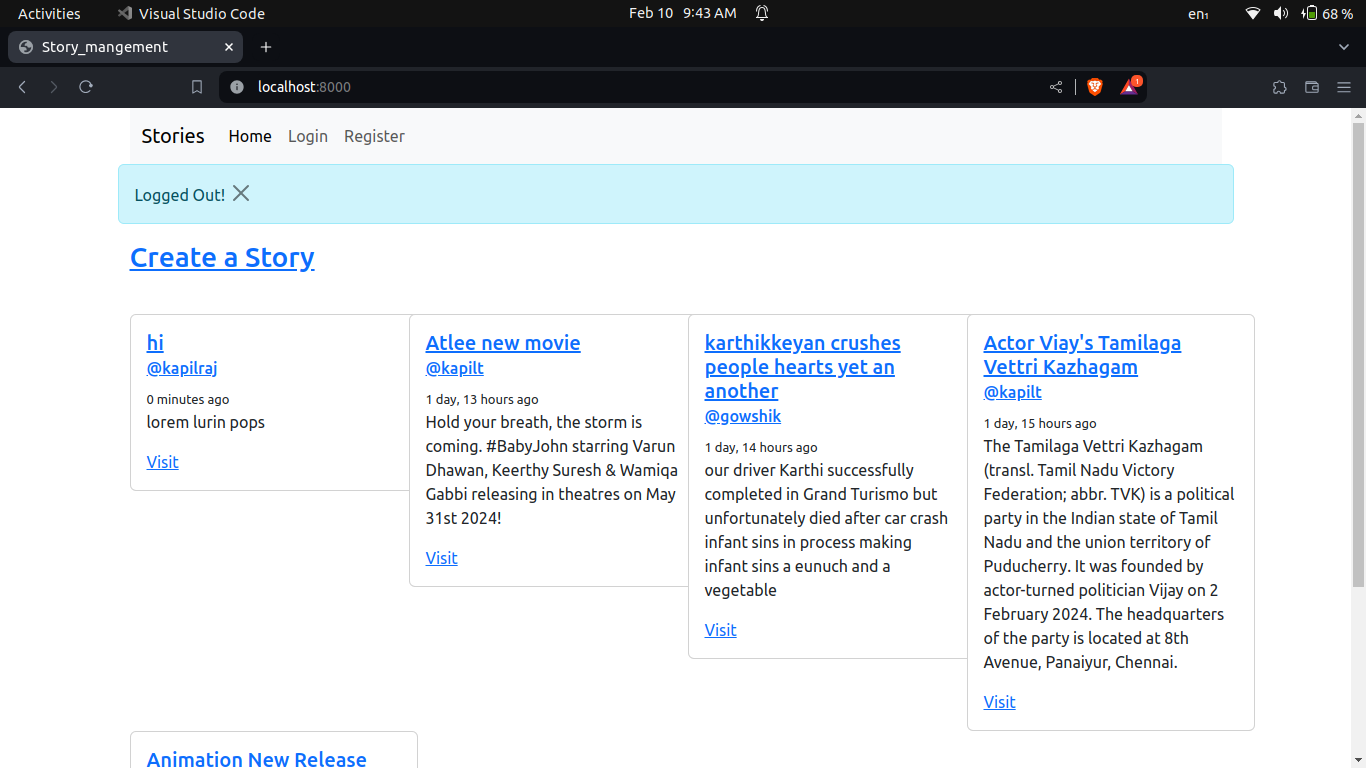 Activities Visual Studio Code Feb 10 9:43 AM en₁ 68 %
Story_mangement
localhost:8000 1
Stories Home Login Register
Logged Out!
Create a Story
hi
@kapilraj
0 minutes ago
lorem lurin pops
Visit
Atlee new movie
@kapilt
1 day, 13 hours ago
Hold your breath, the storm is
coming. #BabyJohn starring Varun
Dhawan, Keerthy Suresh & Wamiqa
Gabbi releasing in theatres on May
31st 2024!
Visit
karthikkeyan crushes
people hearts yet an
another
@gowshik
1 day, 14 hours ago
our driver Karthi successfully
completed in Grand Turismo but
unfortunately died after car crash
infant sins in process making
infant sins a eunuch and a
vegetable
Visit
Actor Viay's Tamilaga
Vettri Kazhagam
@kapilt
1 day, 15 hours ago
The Tamilaga Vettri Kazhagam
(transl. Tamil Nadu Victory
Federation; abbr. TVK) is a political
party in the Indian state of Tamil
Nadu and the union territory of
Puducherry. It was founded by
actor-turned politician Vijay on 2
February 2024. The headquarters
of the party is located at 8th
Avenue, Panaiyur, Chennai.
Visit
Animation New Release